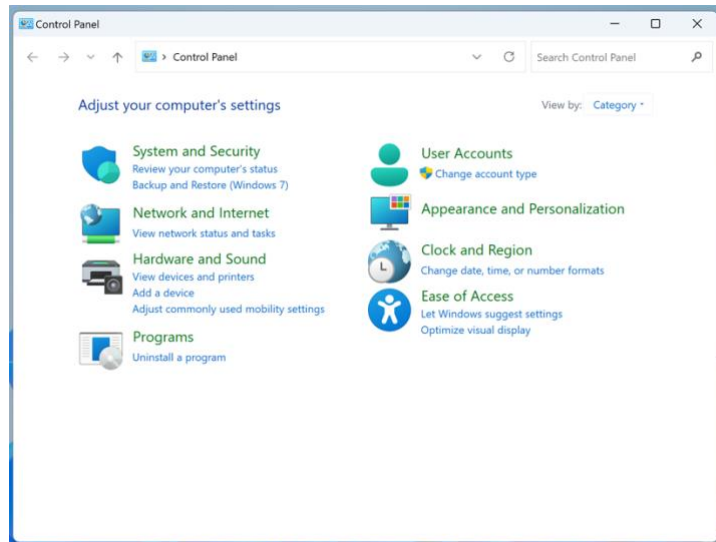 Control Panel
Control Panel
Search Control Panel
Adjust your computer's settings
View by: Category
System and Security
Review your computer's status
Backup and Restore (Windows 7)
Network and Internet
View network status and tasks
Hardware and Sound
View devices and printers
Add a device
Adjust commonly used mobility settings
Programs
Uninstall a program
User Accounts
Change account type
Appearance and Personalization
Clock and Region
Change date, time, or number formats
Ease of Access
Let Windows suggest settings
Optimize visual display